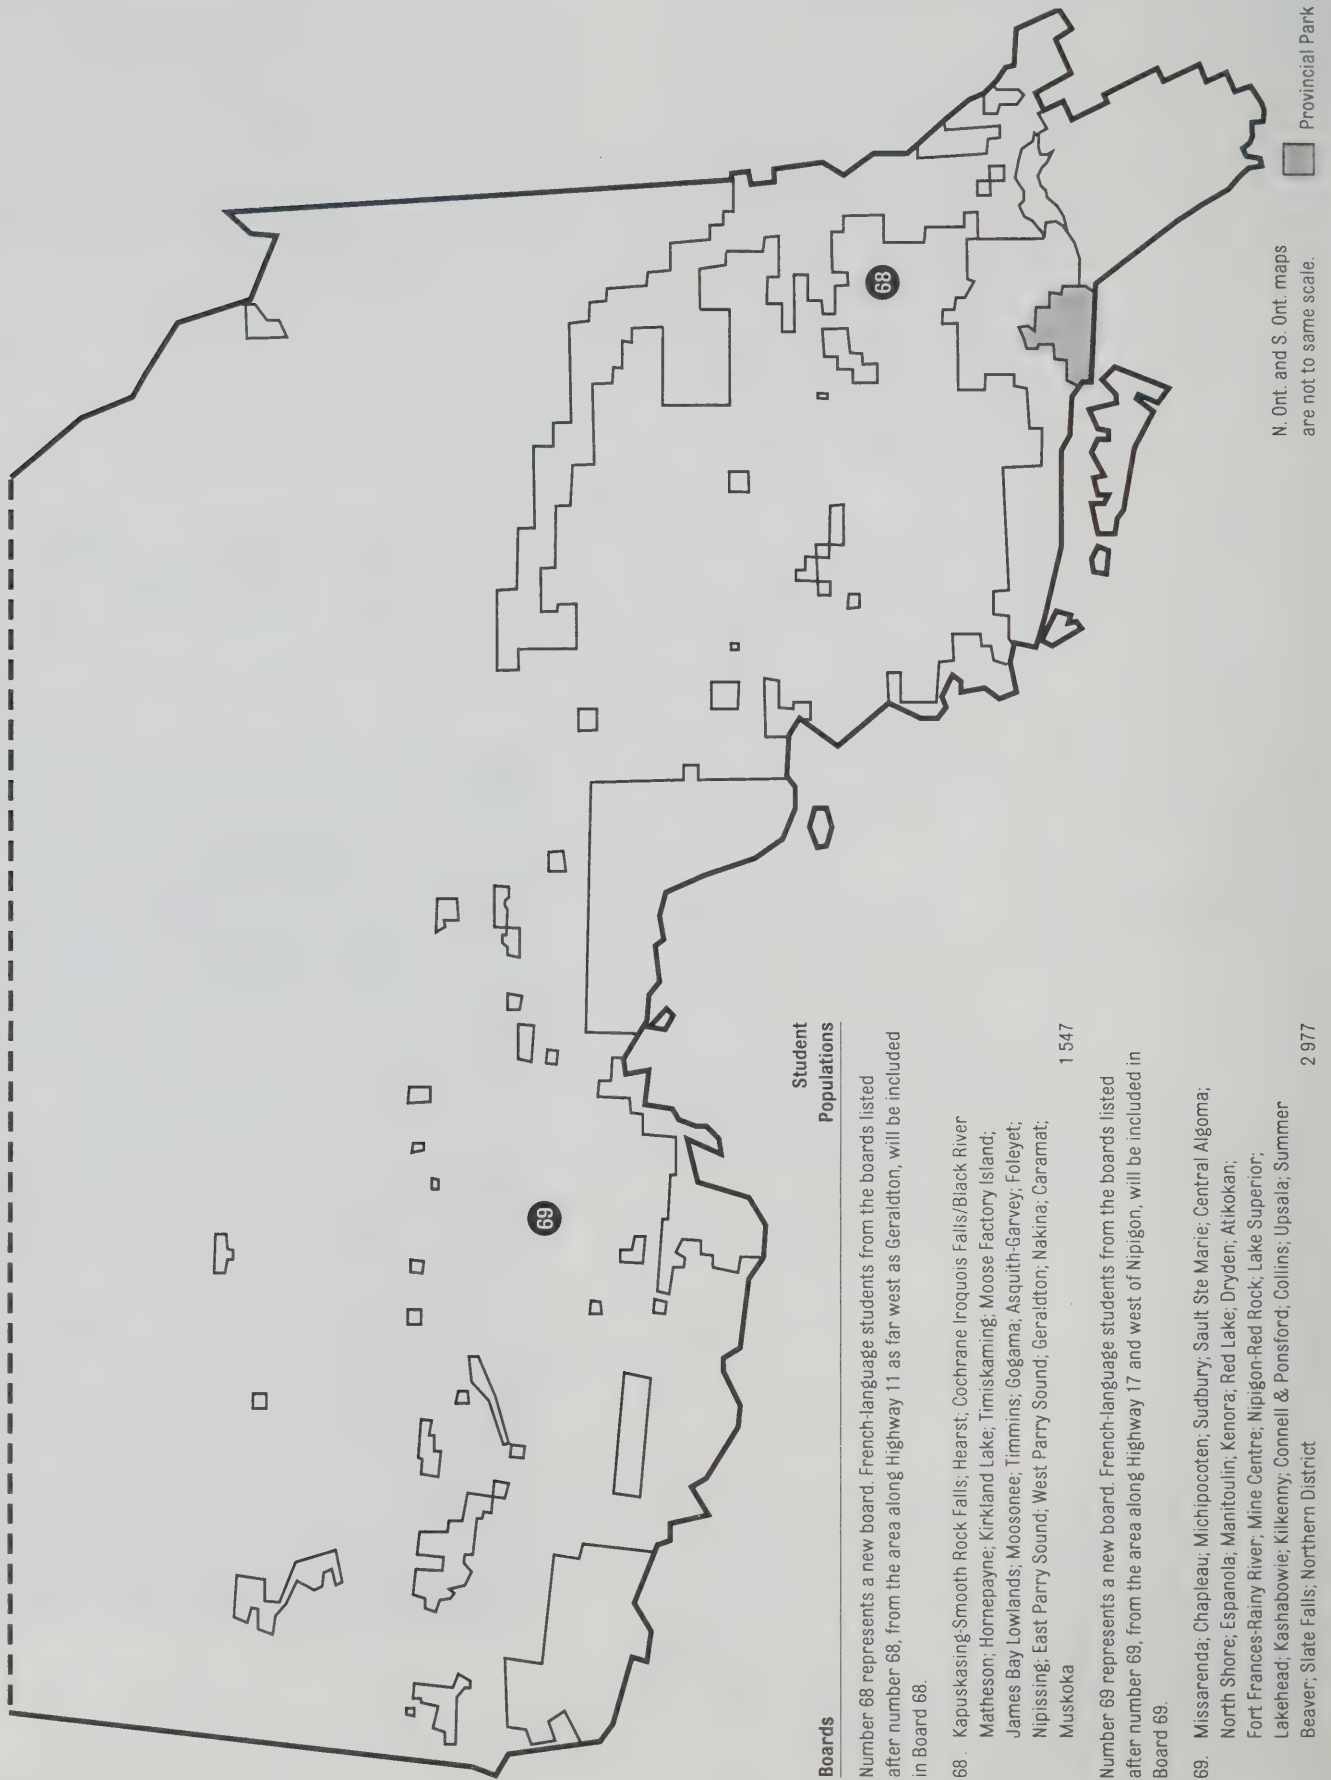 Boards
Student
Populations
Number 68 represents a new board. French-language students from the boards listed
after number 68, from the area along Highway 11 as far west as Geraldton, will be included
in Board 68.
68. Kapuskasing-Smooth Rock Falls; Hearst; Cochrane Iroquois Falls/Black River
Matheson; Hornepayne; Kirkland Lake; Timiskaming; Moose Factory Island;
James Bay Lowlands; Moosonee; Timmins; Gogama; Asquith-Garvey; Foleyet;
Nipissing; East Parry Sound; West Parry Sound; Geraldton; Nakina; Caramat;
Muskoka 1 547
Number 69 represents a new board. French-language students from the boards listed
after number 69, from the area along Highway 17 and west of Nipigon, will be included in
Board 69.
69. Missarenda; Chapleau; Michipocoten; Sudbury; Sault Ste Marie; Central Algoma;
North Shore; Espanola; Manitoulin; Kenora; Red Lake; Dryden; Atikokan;
Fort Frances-Rainy River; Mine Centre; Nipigon-Red Rock; Lake Superior;
Lakehead; Kashabowie; Kilkenny; Connell & Ponsford; Collins; Upsala; Summer
Beaver; Slate Falls; Northern District 2 977
69
68
N. Ont. and S. Ont. maps
are not to same scale.
Provincial Park